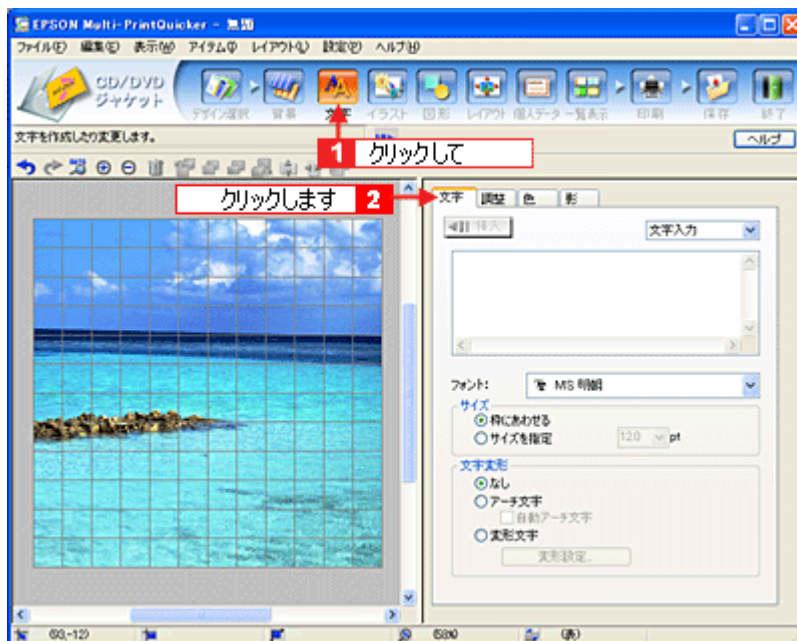 EPSON Multi-PrintQuicker - 無題
ファイル(F) 編集(E) 表示(W) アイテム(I) レイアウト(L) 設定(P) ヘルプ(H)
CD/DVD
ジャケット
デザイン選択 背景 文字 イラスト 図形 レイアウト 個人データ 一覧表示 印刷 保存 終了
文字を作成したり変更します。
ヘルプ
1 クリックして
クリックします 2
文字 調整 色 影
挿入 文字入力
フォント: MS 明朝
サイズ
枠にあわせる
サイズを指定 12.0 pt
文字変形
なし
アーチ文字
自動アーチ文字
変形文字
変形設定...
(93,-12) (58%) (表)